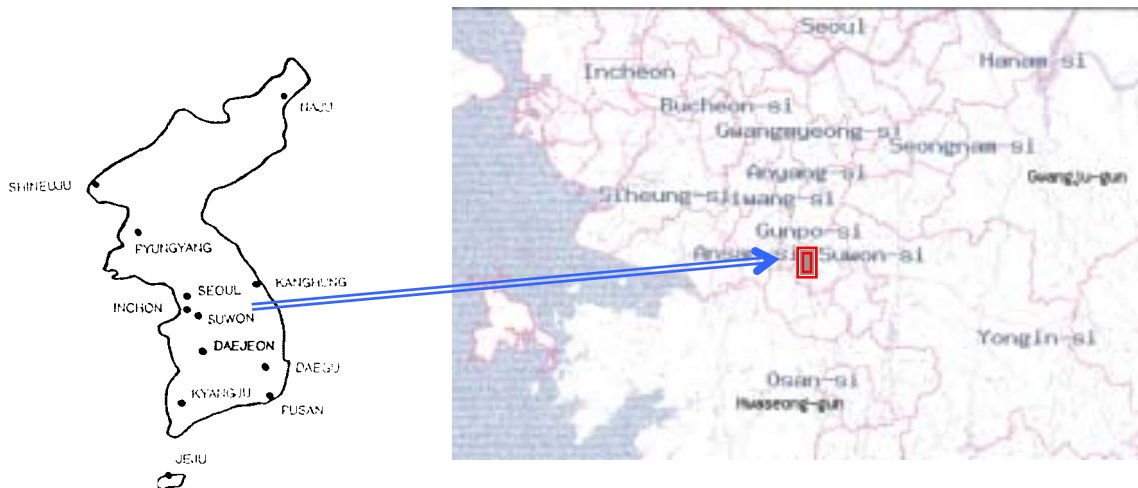 NAJU
SHINEUJU
PYUNGYANG
KANGHUNG
SEOUL
INCHON
SUWON
DAEJEON
DAEGU
KYANGJU
PUSAN
JEJU
Seoul
Hanam si
Incheon
Bucheon-si
Gwangmyeong-si
Seongnam-si
Anyang-si
Gwangju-gun
Siheung-si
iwang-si
Gunpo-si
Suwon-si
Yongin-si
Osan-si
Hwaseong-gun